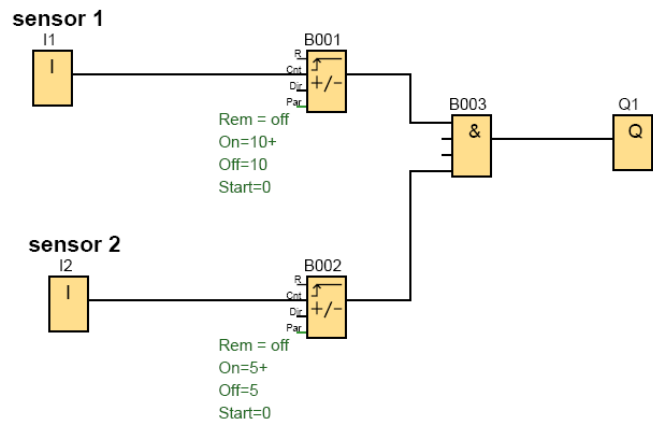 sensor 1
I1
I
B001
R
Cnt
Dir
Par
+/-
Rem = off
On=10+
Off=10
Start=0
B003
&
Q1
Q
sensor 2
I2
I
B002
R
Cnt
Dir
Par
+/-
Rem = off
On=5+
Off=5
Start=0